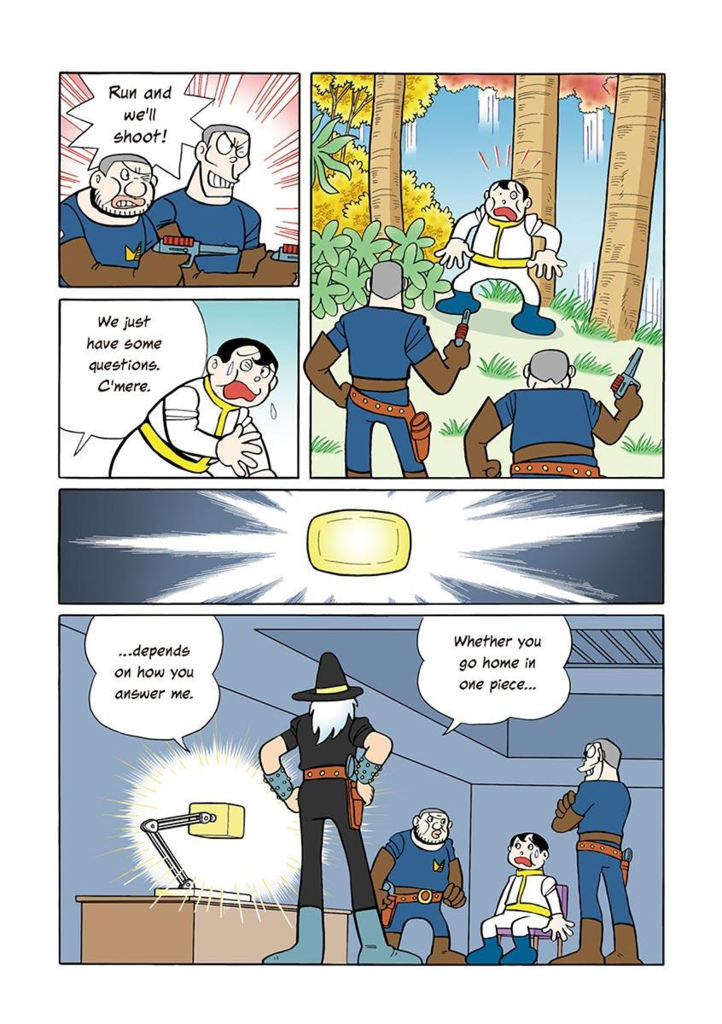 Run and
we'll
shoot!
We just
have some
questions.
C'mere.
Whether you
go home in
one piece...
...depends
on how you
answer me.